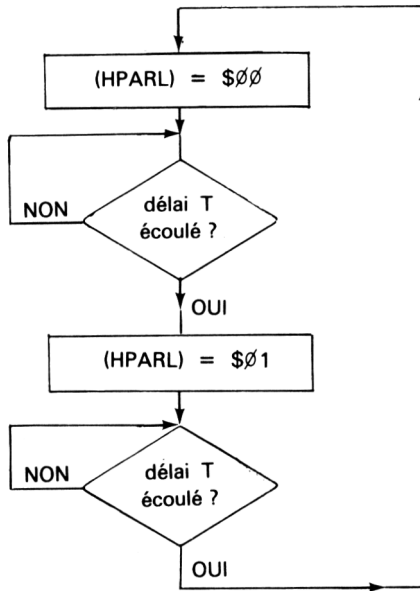 (HPARL) = $ØØ
NON
délai T
écoulé ?
OUI
(HPARL) = $Ø1
NON
délai T
écoulé ?
OUI